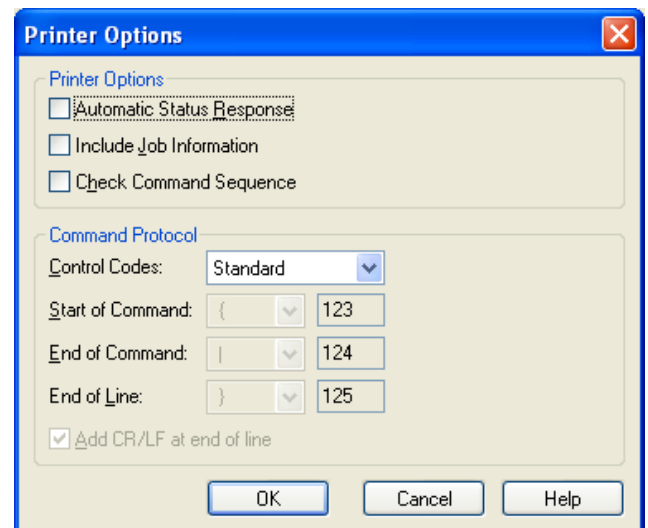 Printer Options
Printer Options
Automatic Status Response
Include Job Information
Check Command Sequence
Command Protocol
Control Codes: Standard
Start of Command: { 123
End of Command: | 124
End of Line: } 125
Add CR/LF at end of line
OK Cancel Help